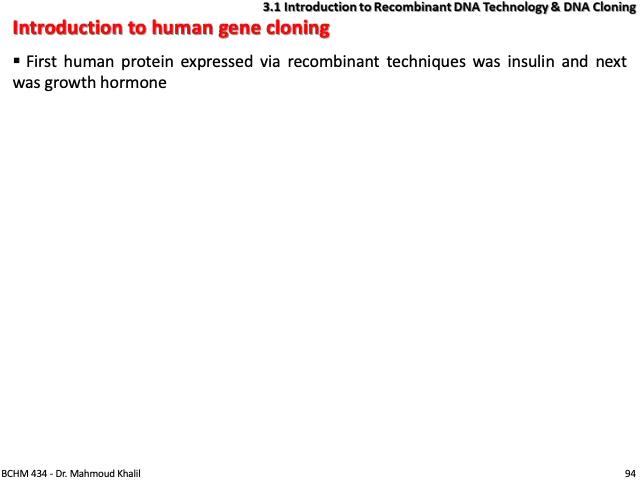 3.1 Introduction to Recombinant DNA Technology & DNA Cloning
Introduction to human gene cloning
▪ First human protein expressed via recombinant techniques was insulin and next
was growth hormone
BCHM 434 - Dr. Mahmoud Khalil
94